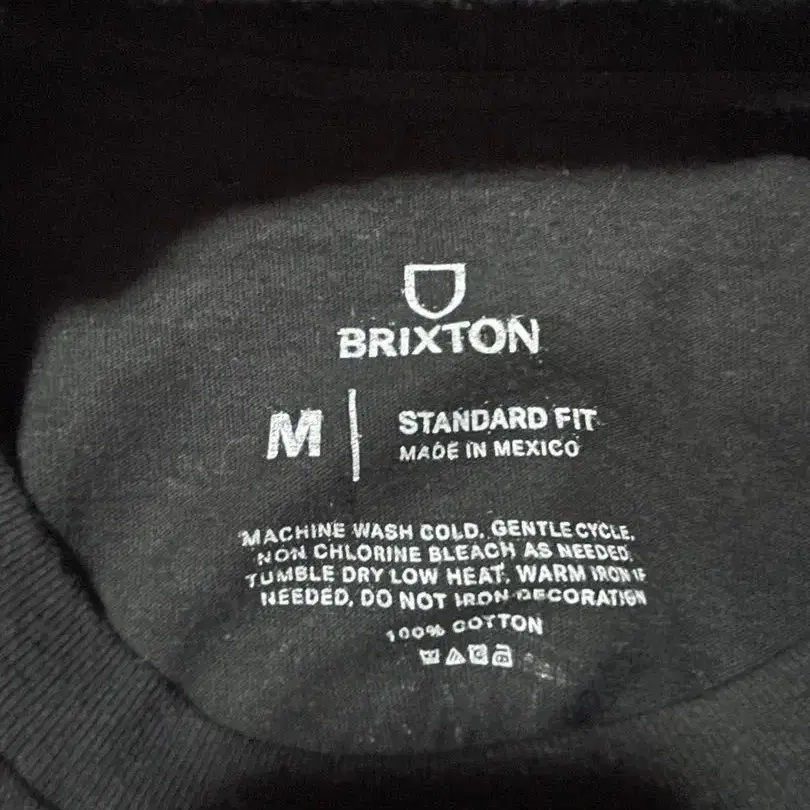 BRIXTON
M
STANDARD FIT
MADE IN MEXICO
MACHINE WASH COLD, GENTLE CYCLE,
NON CHLORINE BLEACH AS NEEDED,
TUMBLE DRY LOW HEAT, WARM IRON IF
NEEDED, DO NOT IRON DECORATION
100% COTTON